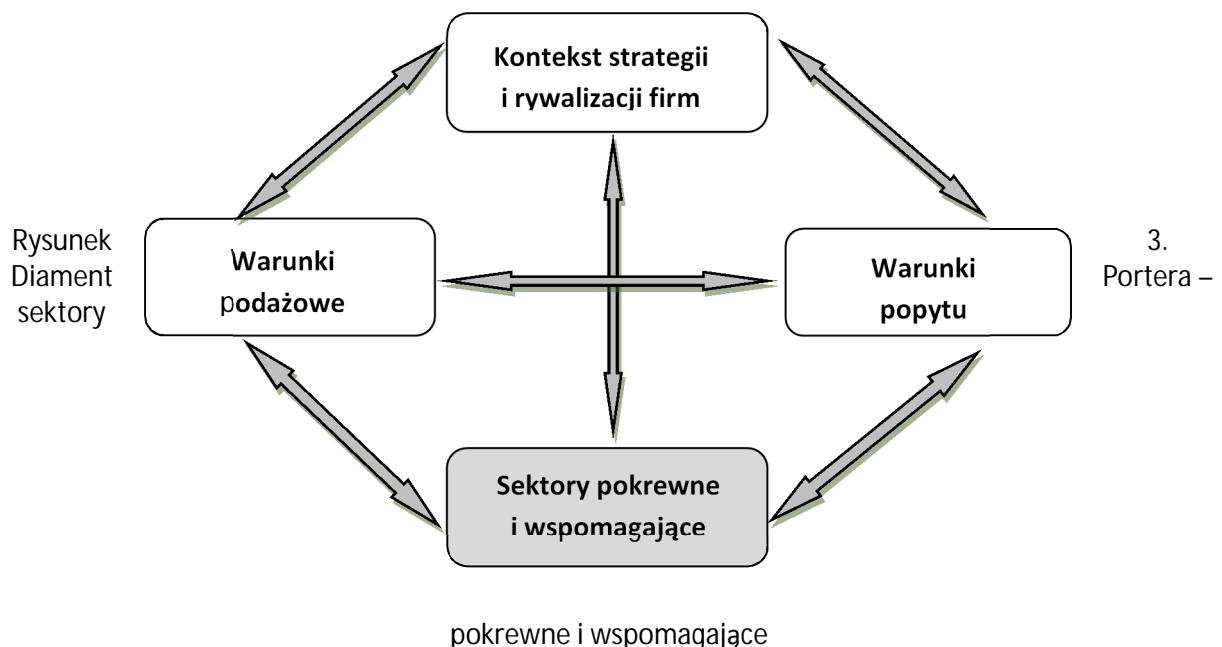 Kontekst strategii
i rywalizacji firm
Rysunek
Diament
sektory
Warunki
podażowe
Warunki
popytu
3.
Portera –
Sektory pokrewne
i wspomagające
pokrewne i wspomagające